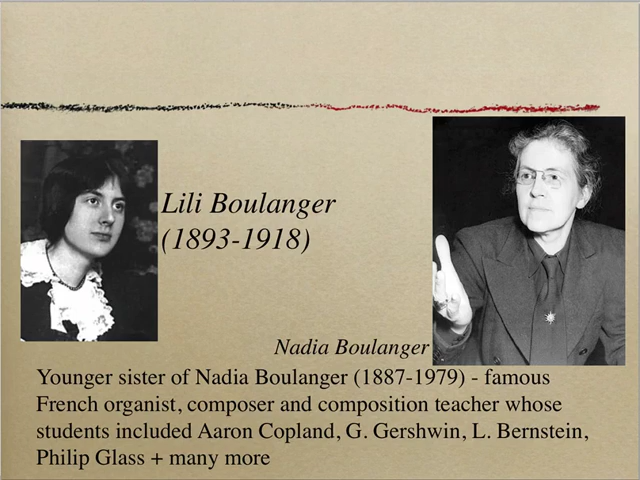 Lili Boulanger
(1893-1918)
Nadia Boulanger
Younger sister of Nadia Boulanger (1887-1979) - famous
French organist, composer and composition teacher whose
students included Aaron Copland, G. Gershwin, L. Bernstein,
Philip Glass + many more